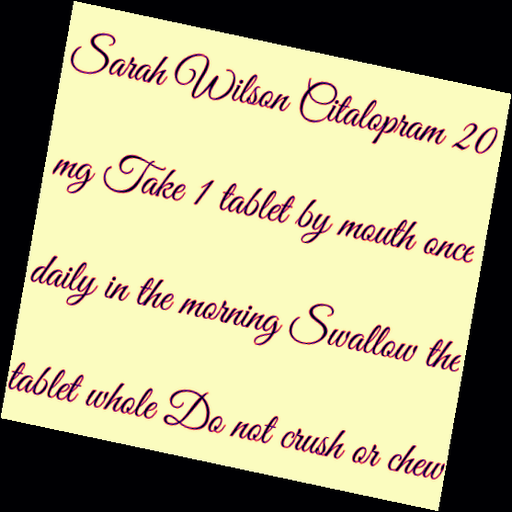 Sarah Wilson Citalopram 20
mg Take 1 tablet by mouth once
daily in the morning Swallow the
tablet whole Do not crush or chew